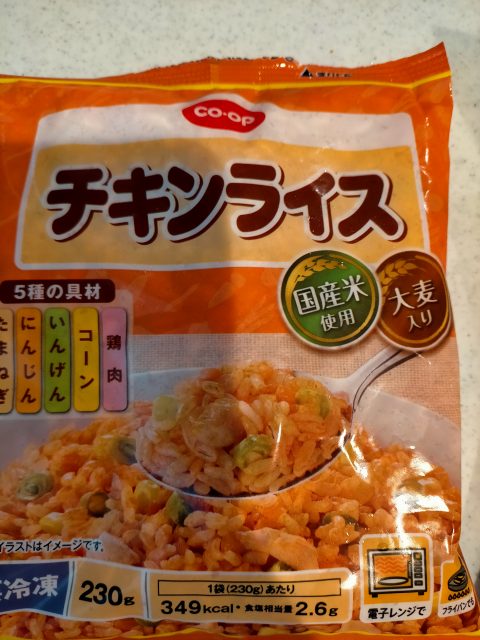 CO・OP
チキンライス
国産米
使用
大麦
入り
5種の具材
たまねぎ
にんじん
いんげん
コーン
鶏肉
イラストはイメージです。
冷凍
230g
1袋(230g)あたり
349kcal・食塩相当量2.6g
電子レンジで
フライパンでも